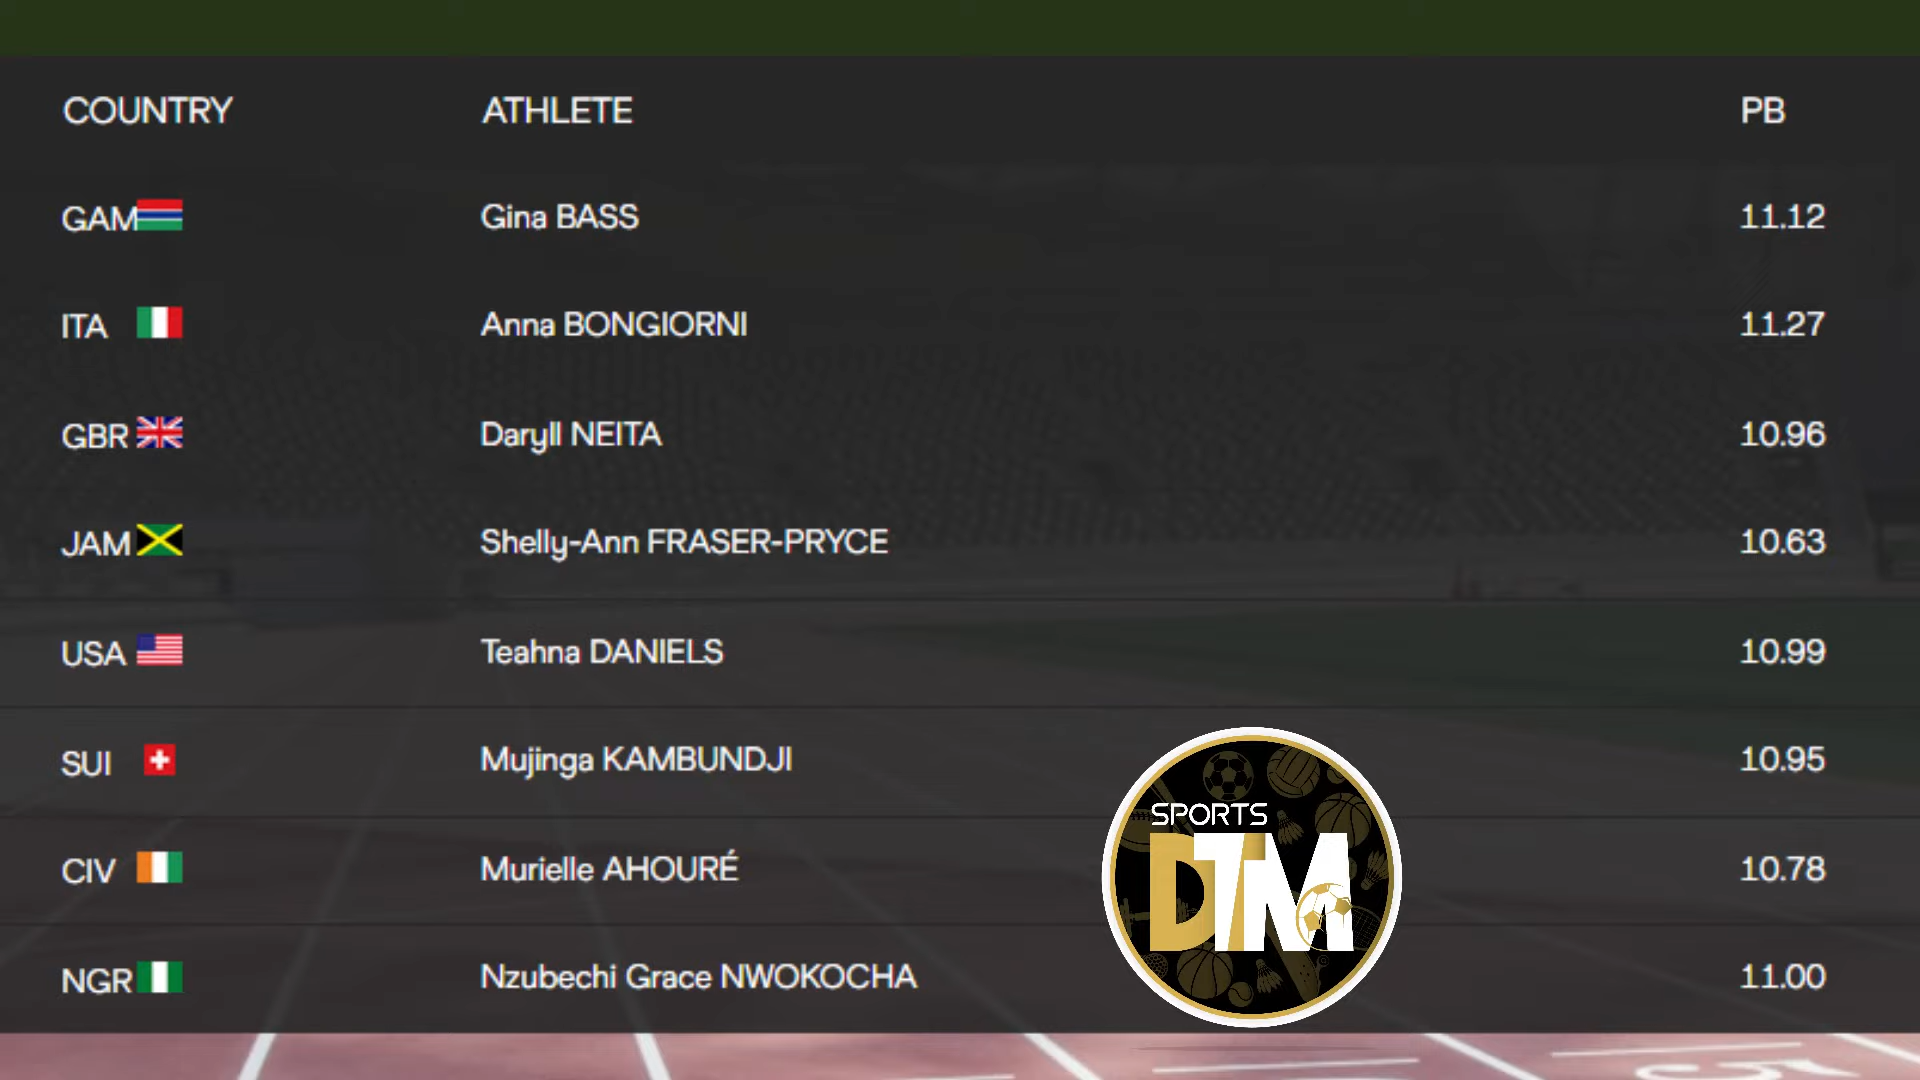 COUNTRY ATHLETE PB
GAM Gina BASS 11.12
ITA Anna BONGIORNI 11.27
GBR Daryll NEITA 10.96
JAM Shelly-Ann FRASER-PRYCE 10.63
USA Teahna DANIELS 10.99
SUI Mujinga KAMBUNDJI 10.95
SPORTS
DTM
CIV Murielle AHOURÉ 10.78
NGR Nzubechi Grace NWOKOCHA 11.00